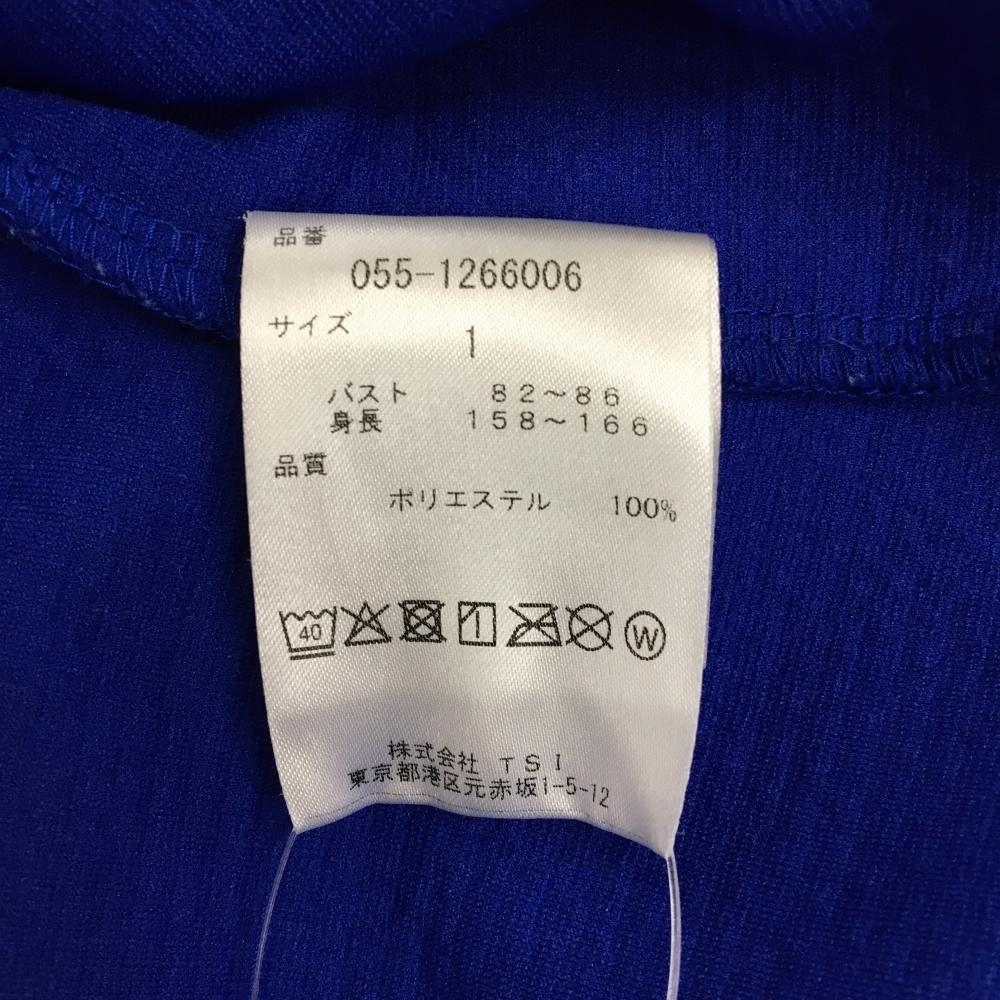 品番
055-1266006
サイズ
1
バスト 82～86
身長 158～166
品質
ポリエステル 100%
40 W
株式会社 TSI
東京都港区元赤坂1-5-12